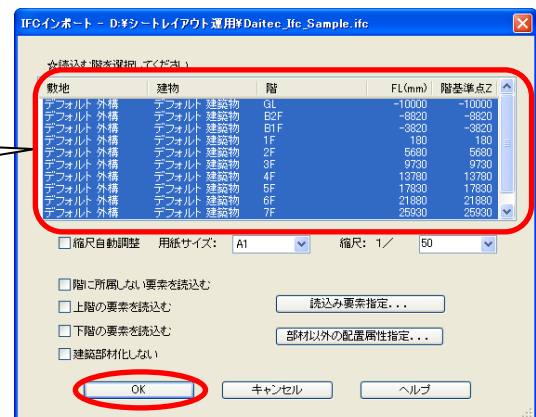 IFCインポート - D:¥シートレイアウト運用¥Daitec_Ifc_Sample.ifc
☆読込む階を選択してください
敷地 建物 階 FL(mm) 階基準点Z
デフォルト 外構 デフォルト 建築物 GL -10000 -10000
デフォルト 外構 デフォルト 建築物 B2F -8820 -8820
デフォルト 外構 デフォルト 建築物 B1F -3820 -3820
デフォルト 外構 デフォルト 建築物 1F 180 180
デフォルト 外構 デフォルト 建築物 2F 5680 5680
デフォルト 外構 デフォルト 建築物 3F 9730 9730
デフォルト 外構 デフォルト 建築物 4F 13780 13780
デフォルト 外構 デフォルト 建築物 5F 17830 17830
デフォルト 外構 デフォルト 建築物 6F 21880 21880
デフォルト 外構 デフォルト 建築物 7F 25930 25930
縮尺自動調整 用紙サイズ: A1 縮尺: 1/ 50
階に所属しない要素を読込む
上階の要素を読込む 読込み要素指定...
下階の要素を読込む 部材以外の配置属性指定...
建築部材化しない
OK キャンセル ヘルプ